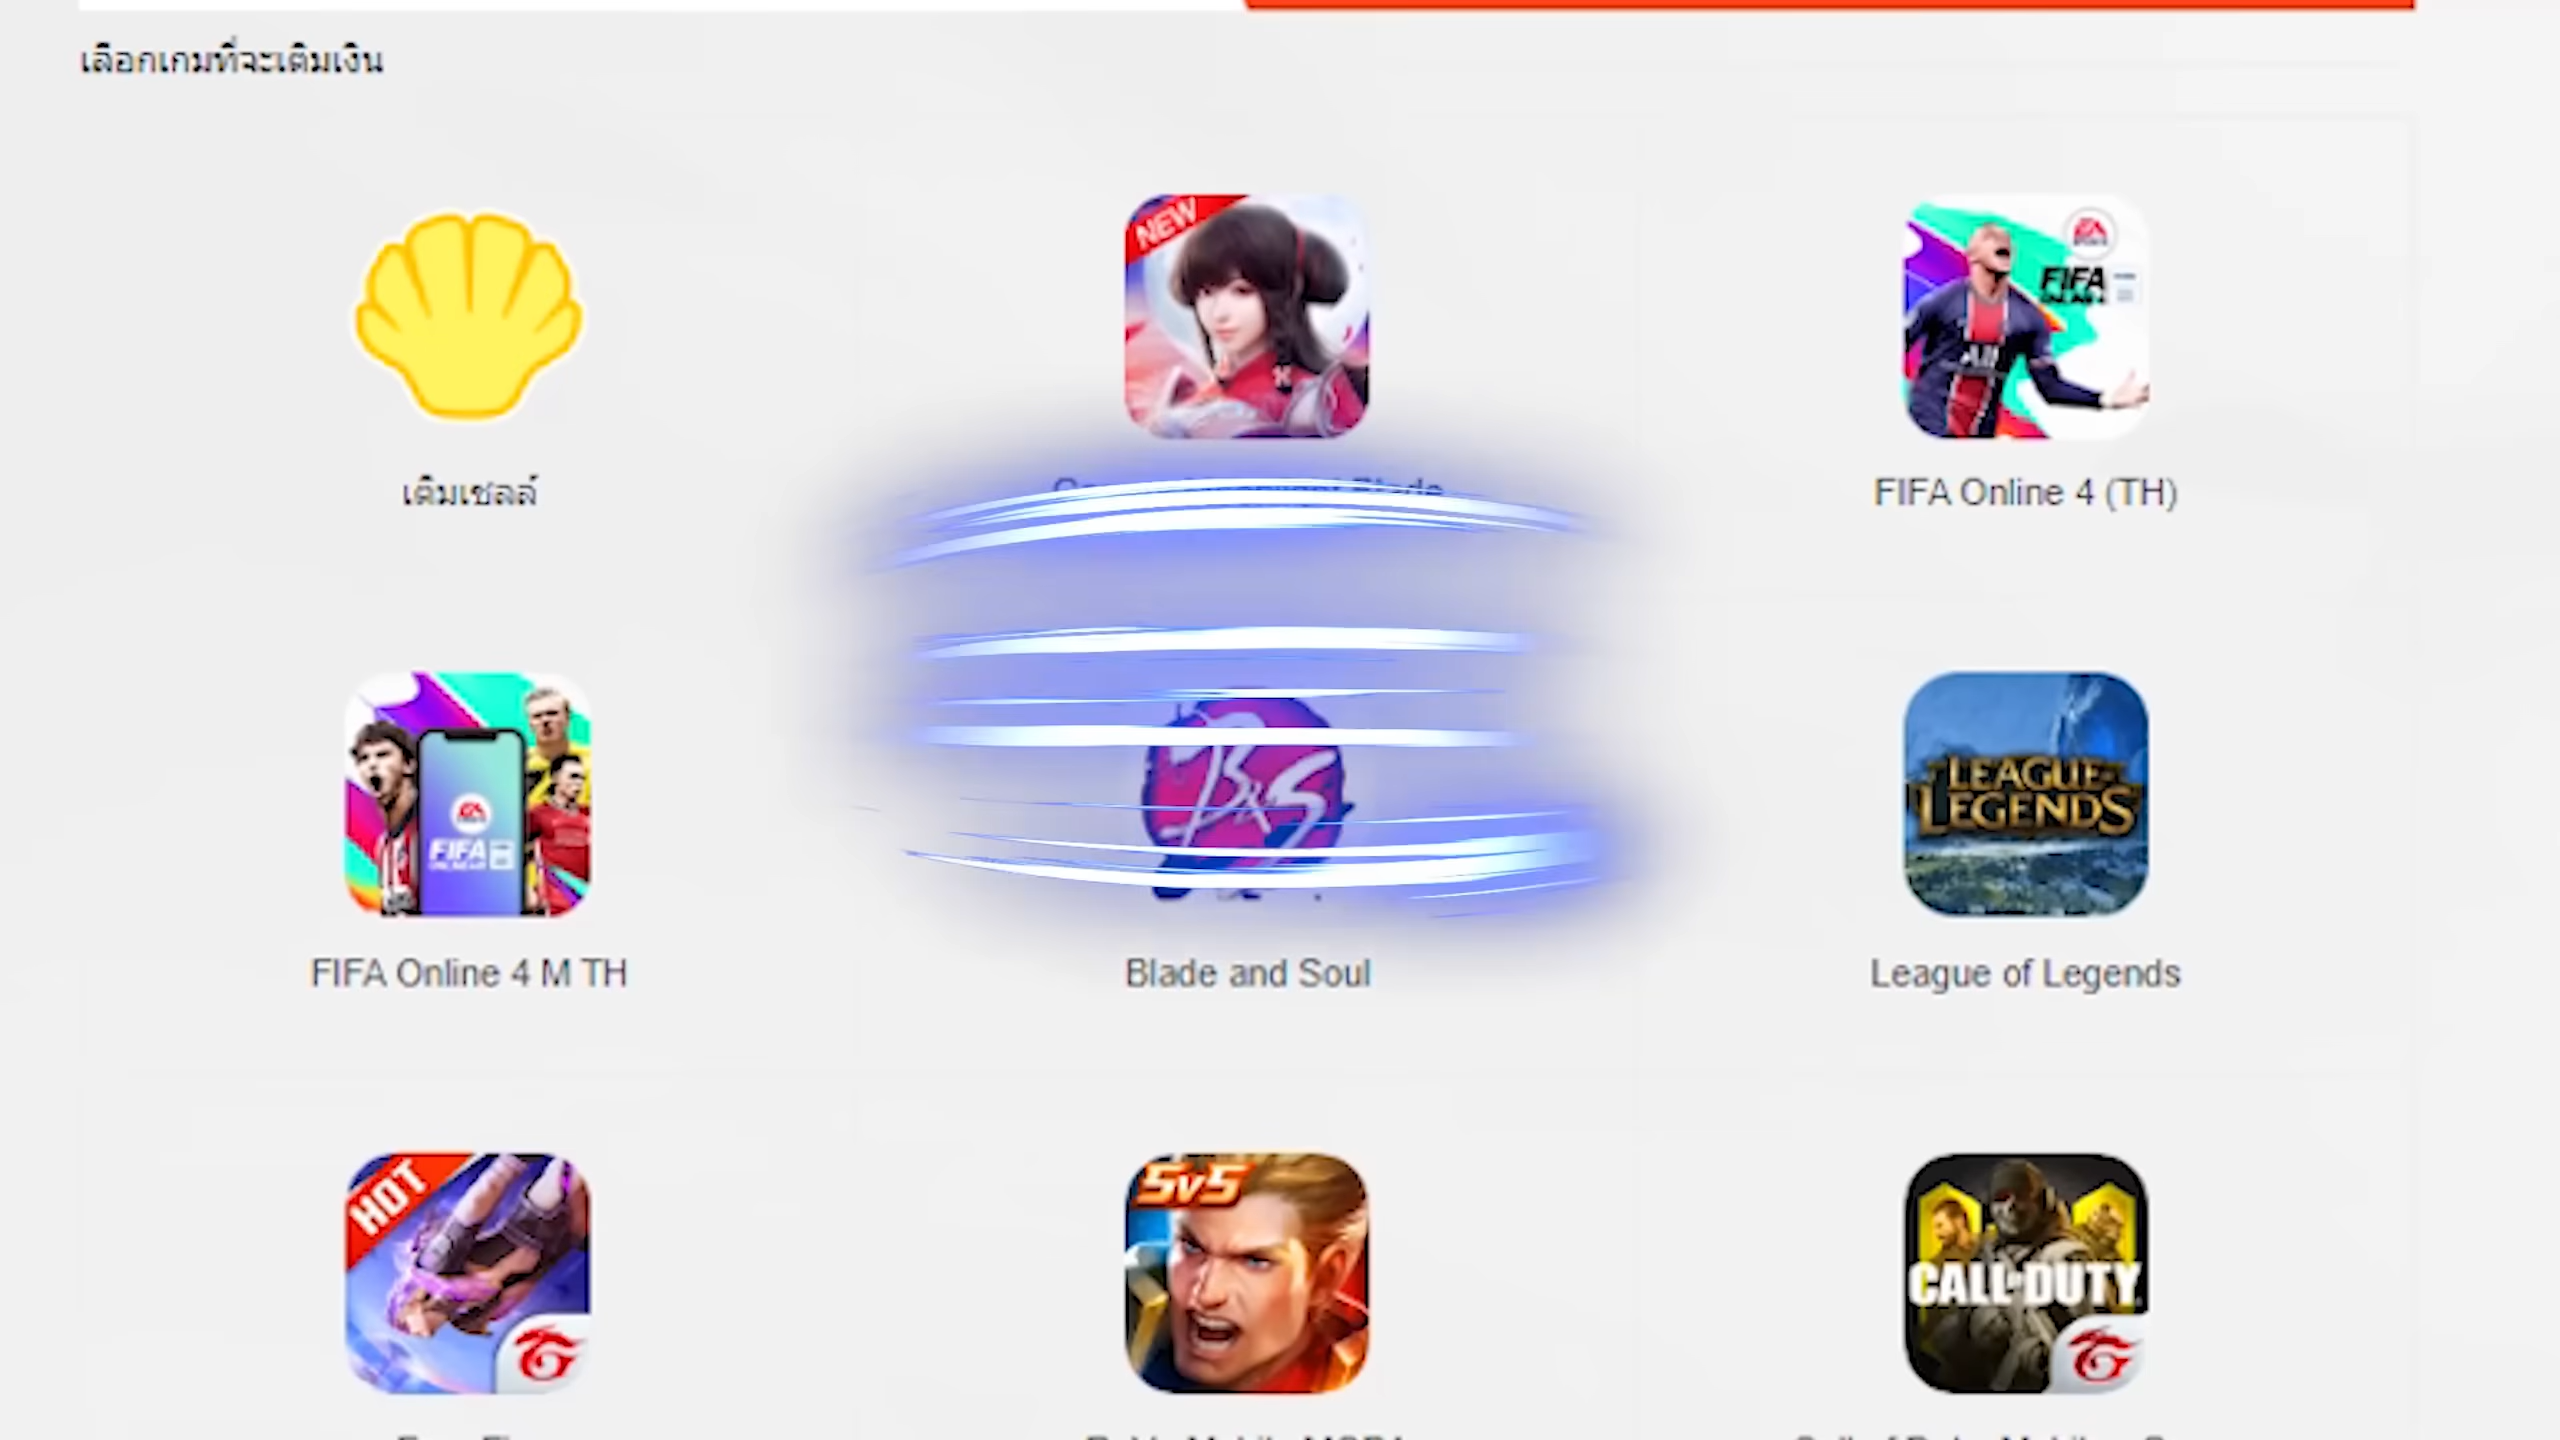 เลือกเกมที่จะเติมเงิน
NEW
FIFA
เติมเชลล์
FIFA Online 4 (TH)
FIFA
B&S
LEAGUE OF
LEGENDS
FIFA Online 4 M TH
Blade and Soul
League of Legends
HOT
5v5
CALL OF DUTY